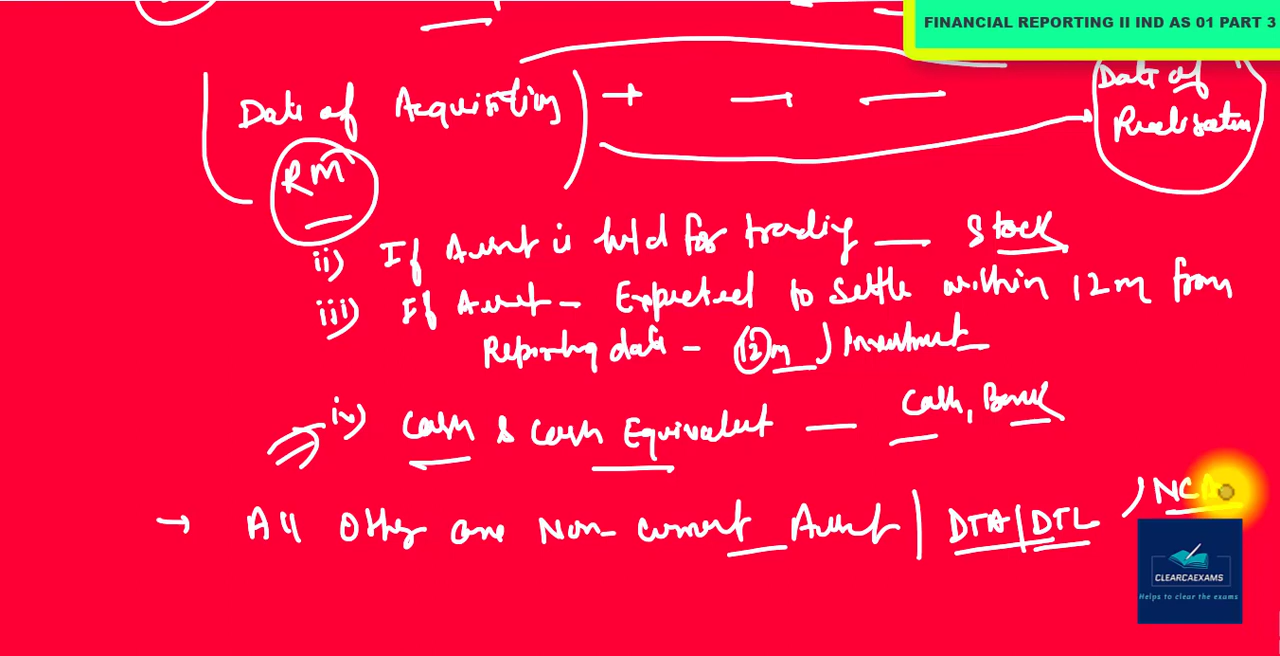 FINANCIAL REPORTING II IND AS 01 PART 3
Date of Acquisition
Date of
Realisation
RM
ii) If Asset is held for trading — Stock
iii) If Asset - Expected to settle within 12m from
Reporting date - 12m) Investment
iv) Cash & Cash Equivalent — Cash, Bank
→ All Other are Non-current Asset | DTA/DTL , NCA
CLEARCAEXAMS
Helps to clear the exams